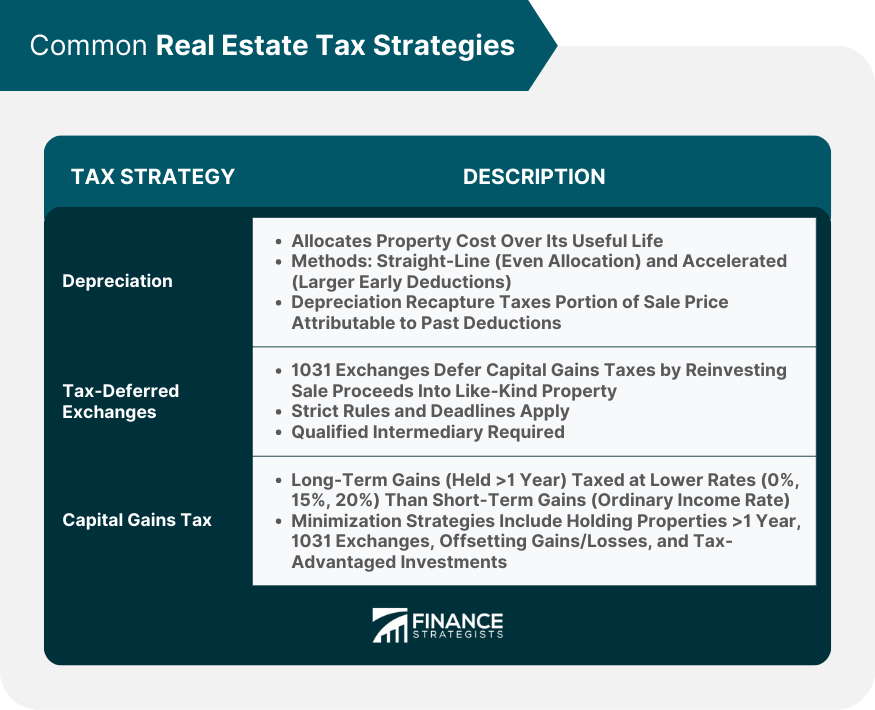 Common Real Estate Tax Strategies
TAX STRATEGY
DESCRIPTION
Depreciation
• Allocates Property Cost Over Its Useful Life
• Methods: Straight-Line (Even Allocation) and Accelerated
(Larger Early Deductions)
• Depreciation Recapture Taxes Portion of Sale Price
Attributable to Past Deductions
Tax-Deferred
Exchanges
• 1031 Exchanges Defer Capital Gains Taxes by Reinvesting
Sale Proceeds Into Like-Kind Property
• Strict Rules and Deadlines Apply
• Qualified Intermediary Required
Capital Gains Tax
• Long-Term Gains (Held >1 Year) Taxed at Lower Rates (0%,
15%, 20%) Than Short-Term Gains (Ordinary Income Rate)
• Minimization Strategies Include Holding Properties >1 Year,
1031 Exchanges, Offsetting Gains/Losses, and Tax-
Advantaged Investments
FINANCE
STRATEGISTS